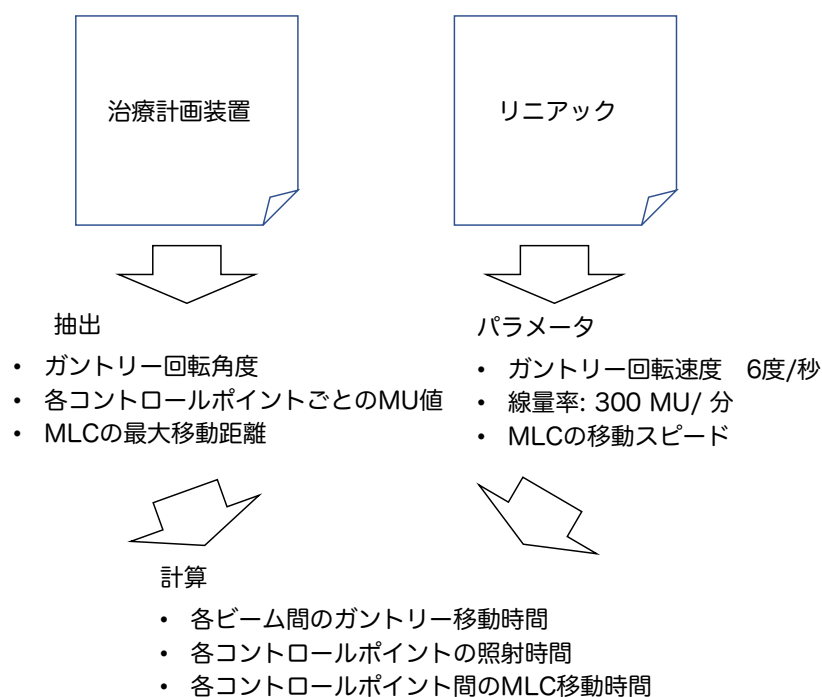 治療計画装置
リニアック
抽出
• ガントリー回転角度
• 各コントロールポイントごとのMU値
• MLCの最大移動距離
パラメータ
• ガントリー回転速度 6度/秒
• 線量率: 300 MU/ 分
• MLCの移動スピード
計算
• 各ビーム間のガントリー移動時間
• 各コントロールポイントの照射時間
• 各コントロールポイント間のMLC移動時間